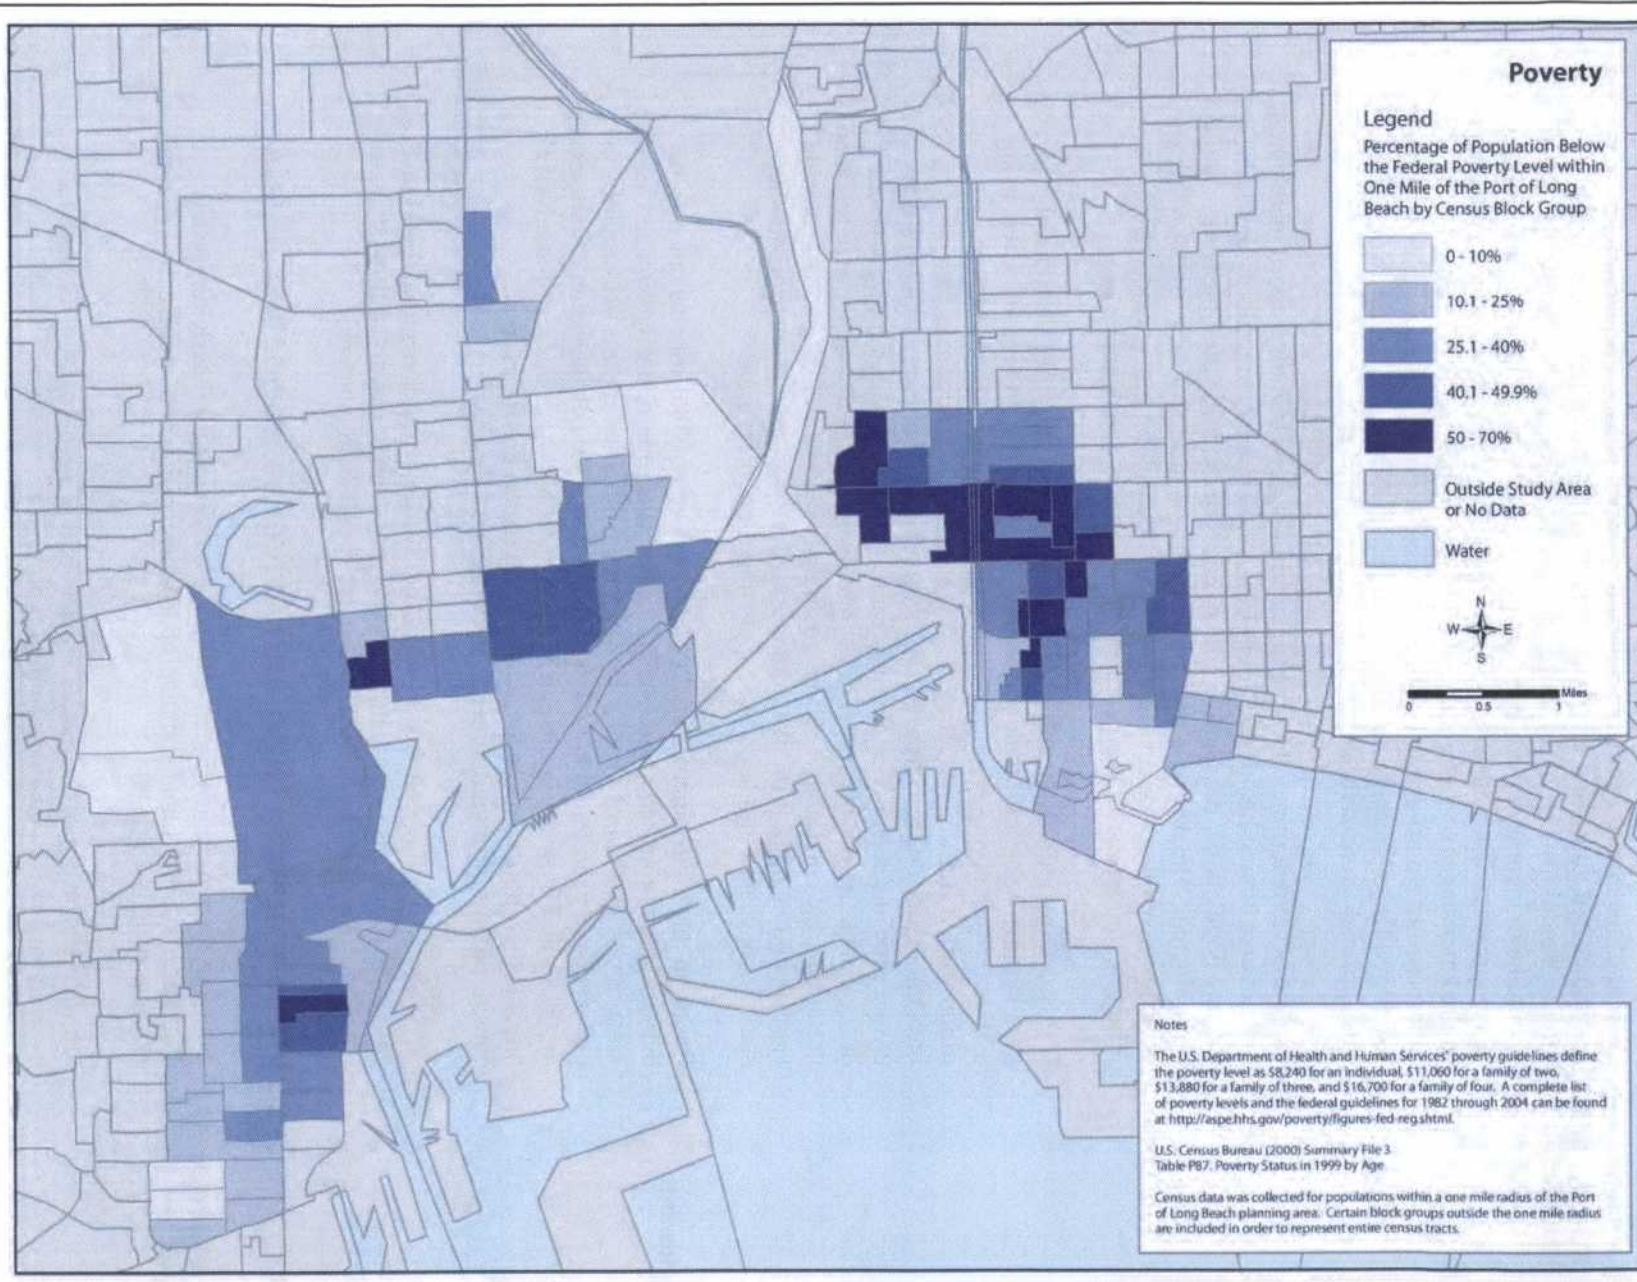 Poverty
Legend
Percentage of Population Below
the Federal Poverty Level within
One Mile of the Port of Long
Beach by Census Block Group
0 - 10%
10.1 - 25%
25.1 - 40%
40.1 - 49.9%
50 - 70%
Outside Study Area
or No Data
Water
N
W E
S
Miles
0 0.5 1
Notes
The U.S. Department of Health and Human Services' poverty guidelines define
the poverty level as $8,240 for an individual, $11,060 for a family of two,
$13,880 for a family of three, and $16,700 for a family of four. A complete list
of poverty levels and the federal guidelines for 1982 through 2004 can be found
at http://aspe.hhs.gov/poverty/figures-fed-reg.shtml.
U.S. Census Bureau (2000) Summary File 3
Table P87. Poverty Status in 1999 by Age
Census data was collected for populations within a one mile radius of the Port
of Long Beach planning area. Certain block groups outside the one mile radius
are included in order to represent entire census tracts.